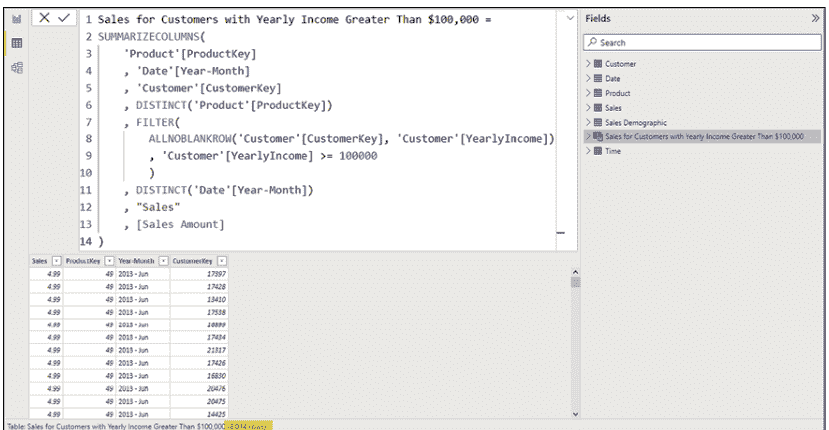 1 Sales for Customers with Yearly Income Greater Than $100,000 =
2 SUMMARIZECOLUMNS(
3 'Product'[ProductKey]
4 , 'Date'[Year-Month]
5 , 'Customer'[CustomerKey]
6 , DISTINCT('Product'[ProductKey])
7 , FILTER(
8 ALLNOBLANKROW('Customer'[CustomerKey], 'Customer'[YearlyIncome])
9 , 'Customer'[YearlyIncome] >= 100000
10 )
11 , DISTINCT('Date'[Year-Month])
12 , "Sales"
13 , [Sales Amount]
14 )
Fields
Search
Customer
Date
Product
Sales
Sales Demographic
Sales for Customers with Yearly Income Greater Than $100,000
Time
Sales ProductKey Year-Month CustomerKey
4.99 49 2013 - Jun 17397
4.99 49 2013 - Jun 17428
4.99 49 2013 - Jun 13410
4.99 49 2013 - Jun 17538
4.99 49 2013 - Jun
4.99 49 2013 - Jun 17434
4.99 49 2013 - Jun 21317
4.99 49 2013 - Jun 17426
4.99 49 2013 - Jun 16830
4.99 49 2013 - Jun 20476
4.99 49 2013 - Jun 20475
4.99 49 2013 - Jun 14425
Table: Sales for Customers with Yearly Income Greater Than $100,000